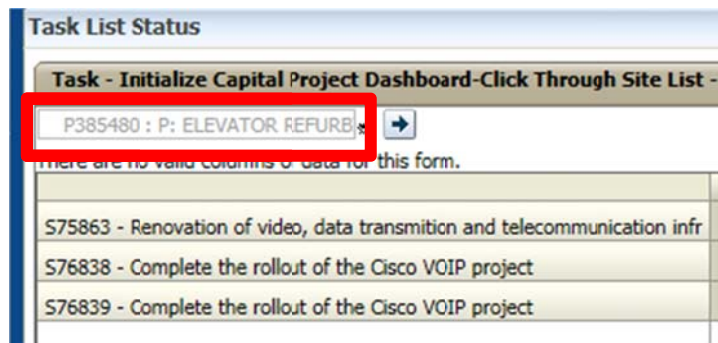 Task List Status
Task - Initialize Capital Project Dashboard-Click Through Site List -
P385480 : P: ELEVATOR REFURB
There are no valid columns of data for this form.
S75863 - Renovation of video, data transmition and telecommunication infr
S76838 - Complete the rollout of the Cisco VOIP project
S76839 - Complete the rollout of the Cisco VOIP project